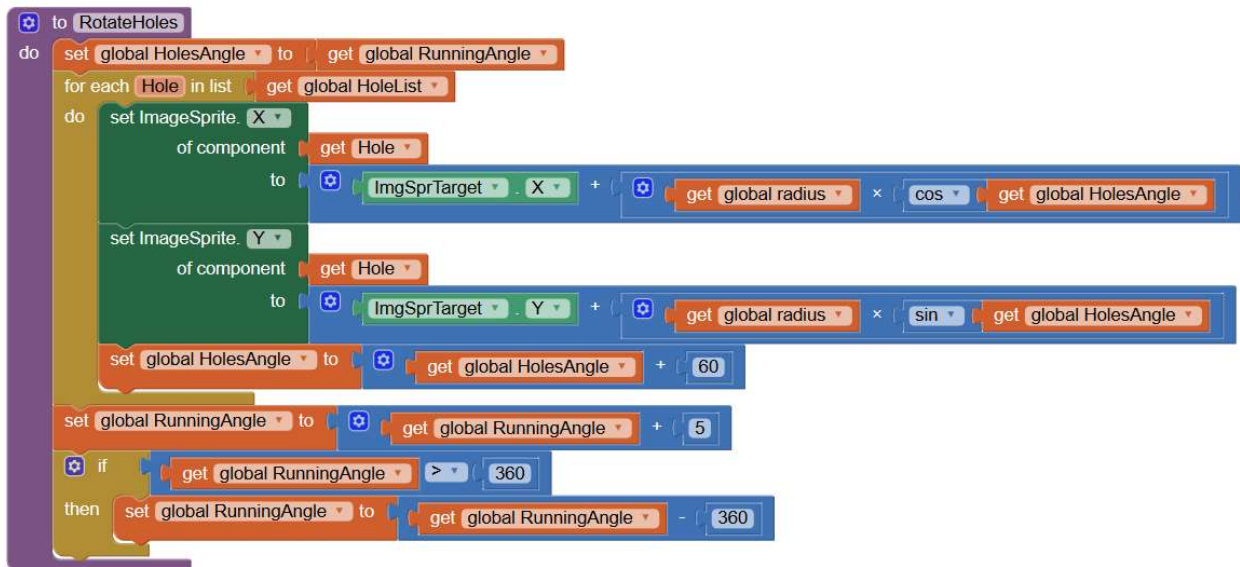 to RotateHoles
do set global HolesAngle to get global RunningAngle
for each Hole in list get global HoleList
do set ImageSprite. X
of component get Hole
to ImgSprTarget . X + get global radius × cos get global HolesAngle
set ImageSprite. Y
of component get Hole
to ImgSprTarget . Y + get global radius × sin get global HolesAngle
set global HolesAngle to get global HolesAngle + 60
set global RunningAngle to get global RunningAngle + 5
if get global RunningAngle > 360
then set global RunningAngle to get global RunningAngle - 360